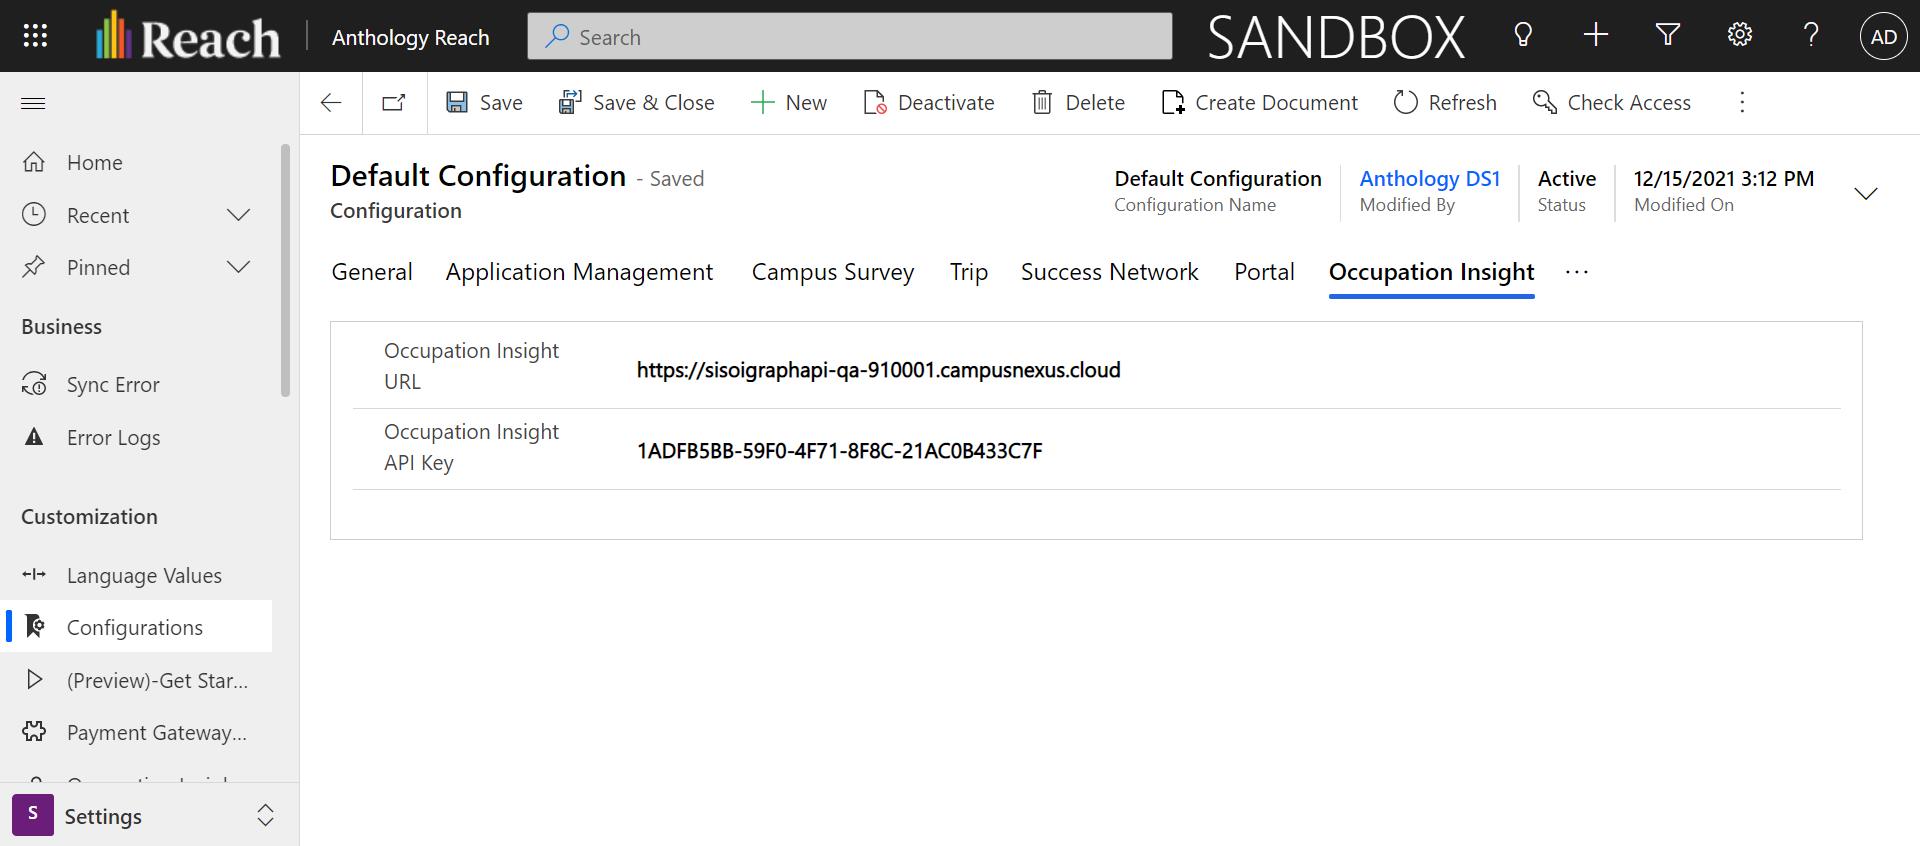 Reach
Anthology Reach
Search
SANDBOX
AD
Save
Save & Close
New
Deactivate
Delete
Create Document
Refresh
Check Access
Home
Recent
Pinned
Business
Sync Error
Error Logs
Customization
Language Values
Configurations
(Preview)-Get Star...
Payment Gateway...
S
Settings
Default Configuration - Saved
Configuration
Default Configuration
Configuration Name
Anthology DS1
Modified By
Active
Status
12/15/2021 3:12 PM
Modified On
General
Application Management
Campus Survey
Trip
Success Network
Portal
Occupation Insight
Occupation Insight
URL
https://sisoigraphapi-qa-910001.campusnexus.cloud
Occupation Insight
API Key
1ADFB5BB-59F0-4F71-8F8C-21AC0B433C7F